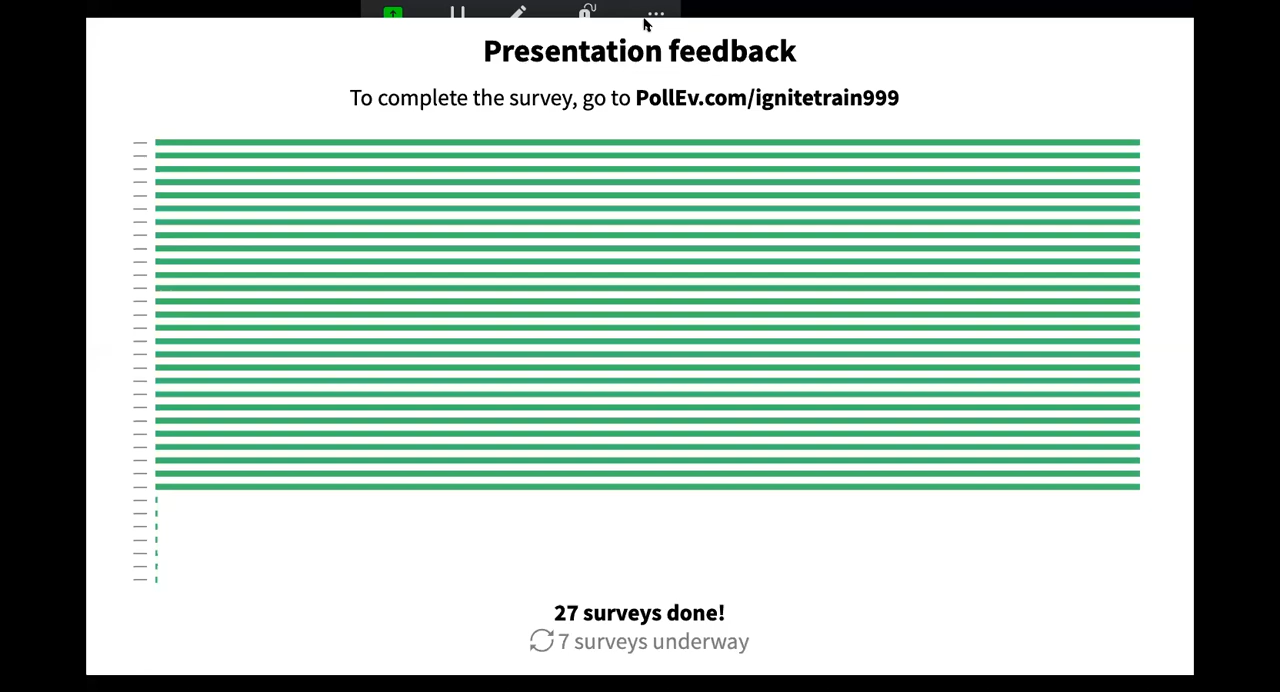 Presentation feedback
To complete the survey, go to PollEv.com/ignitetrain999
27 surveys done!
7 surveys underway